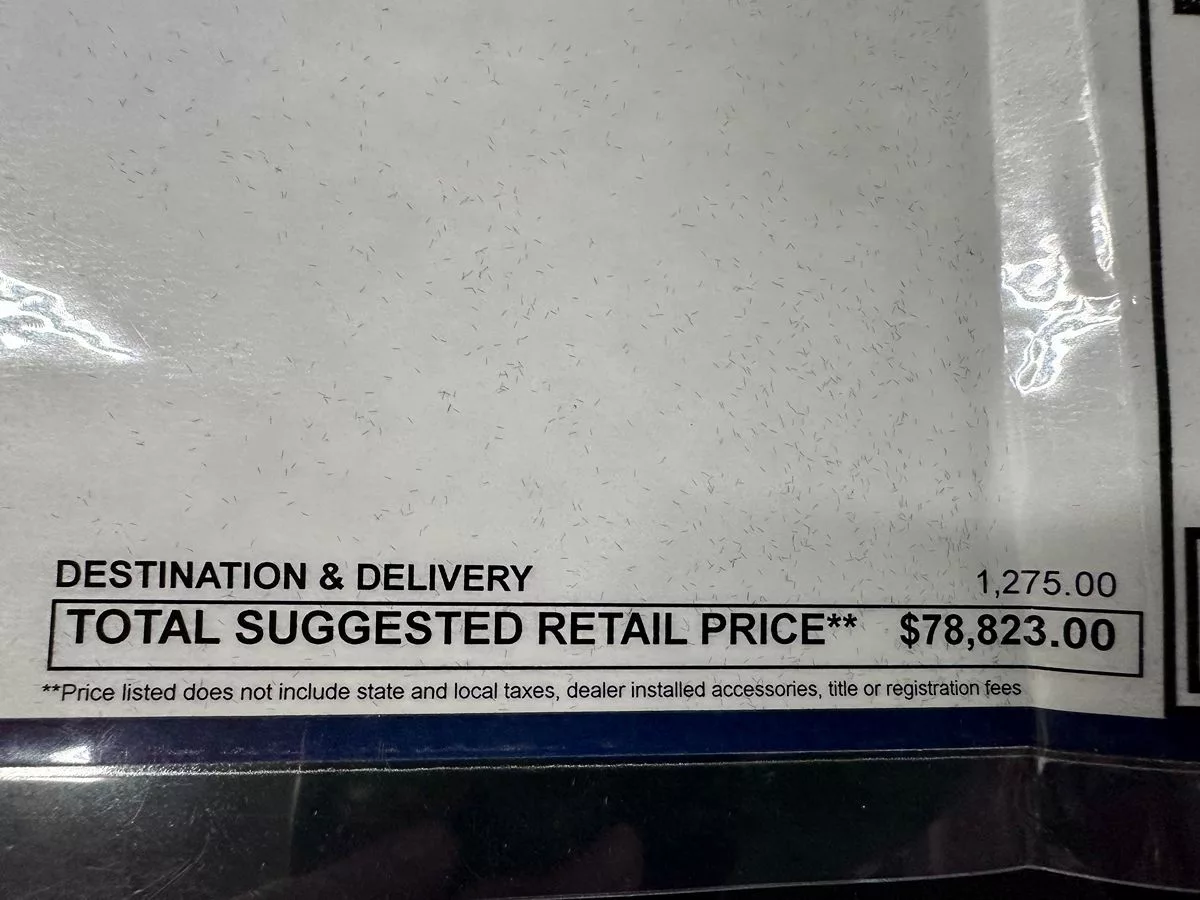 DESTINATION & DELIVERY 1,275.00
TOTAL SUGGESTED RETAIL PRICE** $78,823.00
**Price listed does not include state and local taxes, dealer installed accessories, title or registration fees